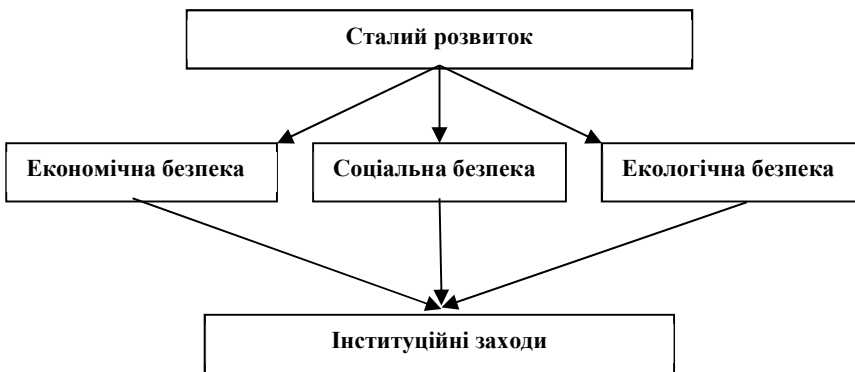 Сталий розвиток
Економічна безпека
Соціальна безпека
Екологічна безпека
Інституційні заходи